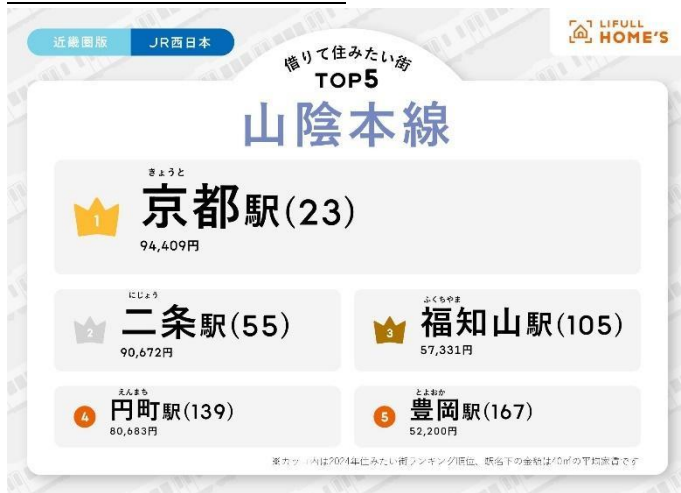 近畿圏版
JR西日本
LIFULL
HOME'S
借りて住みたい街
TOP5
山陰本線
きょうと
1
京都駅(23)
94,409円
にじょう
2
二条駅(55)
90,672円
ふくちやま
3
福知山駅(105)
57,331円
えんまち
4
円町駅(139)
80,683円
とよおか
5
豊岡駅(167)
52,200円
※カッコ内は2024年住みたい街ランキング順位、駅名下の金額は40㎡の平均家賃です